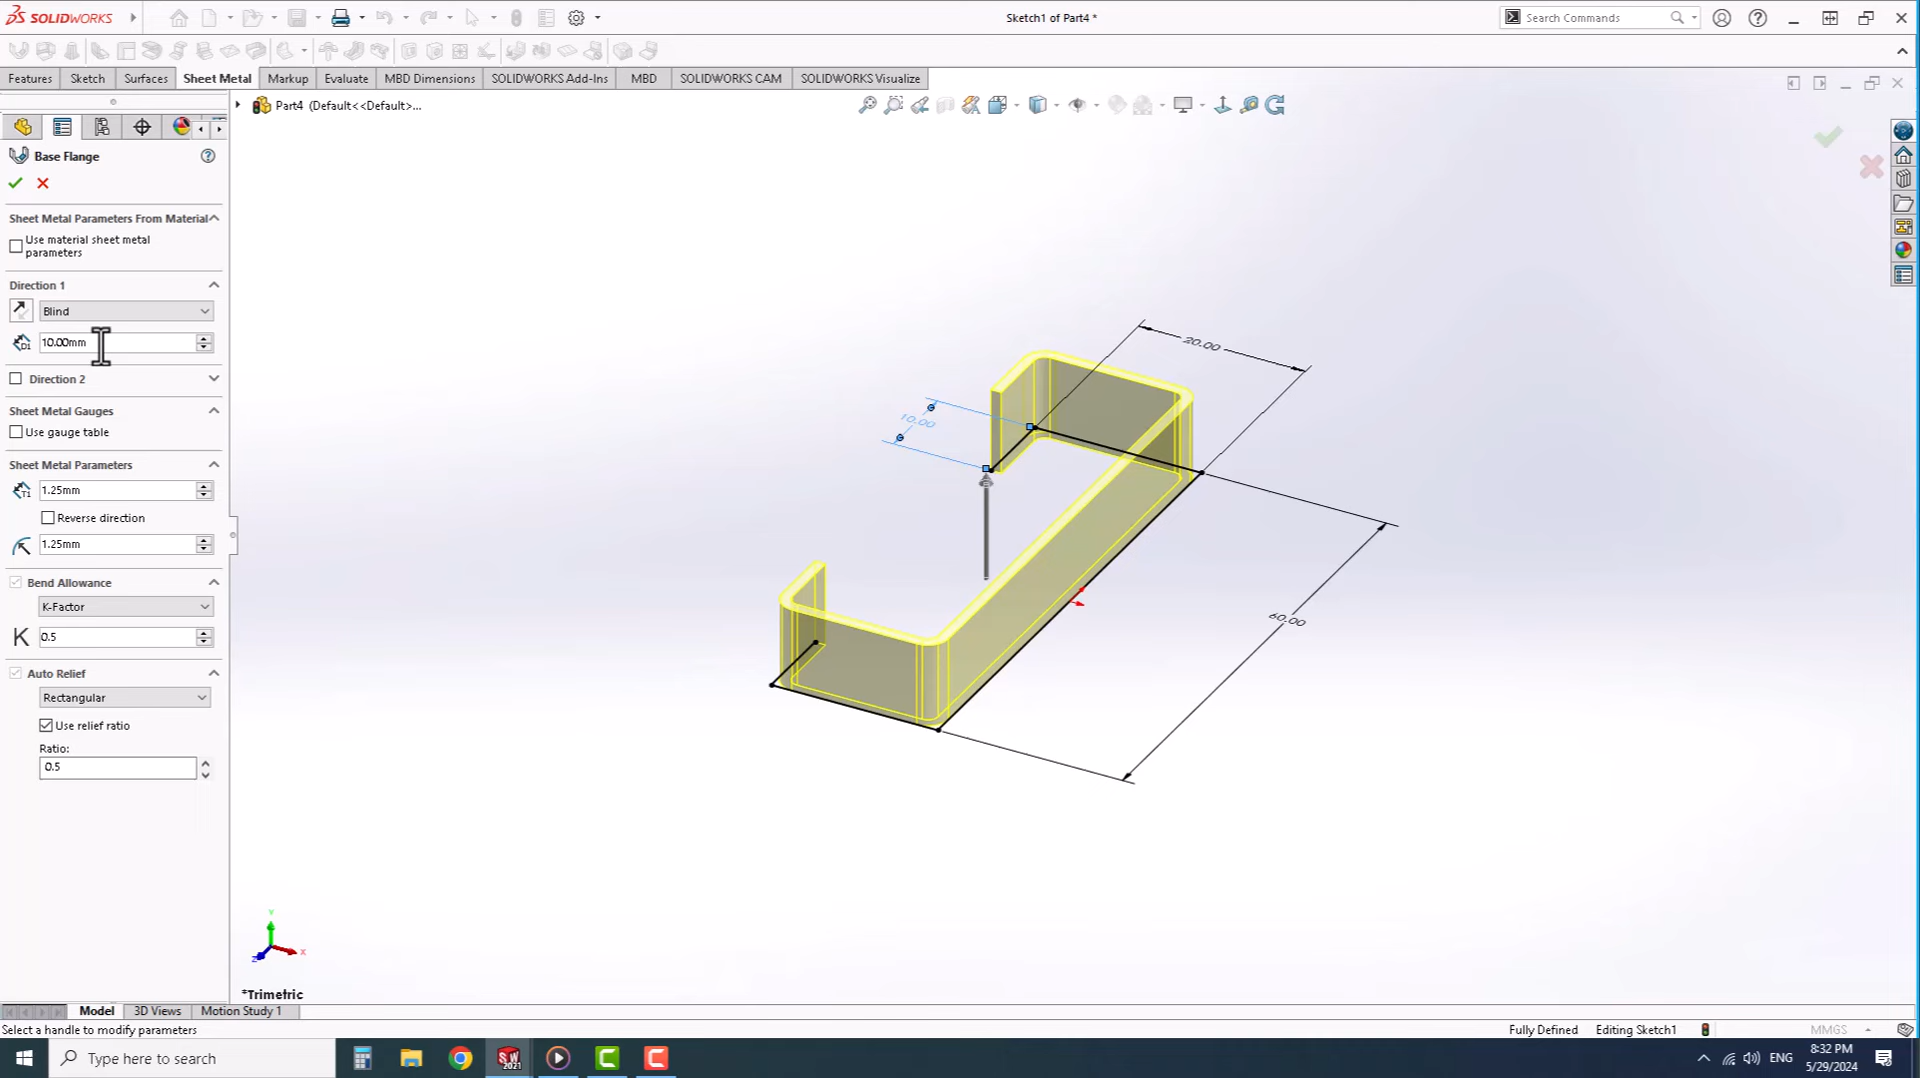 SOLIDWORKS
Sketch1 of Part4 *
Search Commands
Features
Sketch
Surfaces
Sheet Metal
Markup
Evaluate
MBD Dimensions
SOLIDWORKS Add-Ins
MBD
SOLIDWORKS CAM
SOLIDWORKS Visualize
Part4 (Default<<Default>...
Base Flange
Sheet Metal Parameters From Material
Use material sheet metal
parameters
Direction 1
Blind
D1
10.00mm
Direction 2
Sheet Metal Gauges
Use gauge table
Sheet Metal Parameters
T1
1.25mm
Reverse direction
1.25mm
Bend Allowance
K-Factor
K
0.5
Auto Relief
Rectangular
Use relief ratio
Ratio:
0.5
10.00
60.00
Y
X
Z
*Trimetric
Model
3D Views
Motion Study 1
Select a handle to modify parameters
Fully Defined
Editing Sketch1
MMGS
Type here to search
SW
2021
C
C
ENG
8:32 PM
5/29/2024